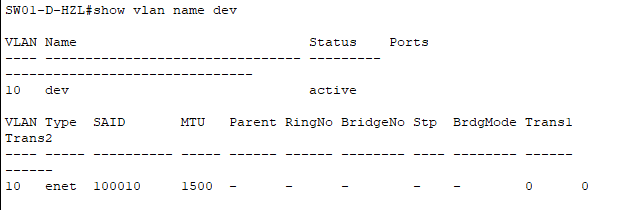 SW01-D-HZL#show vlan name dev
VLAN Name                             Status    Ports
---- -------------------------------- ---------
-------------------------------
10   dev                              active
VLAN Type  SAID       MTU   Parent RingNo BridgeNo Stp  BrdgMode Trans1
Trans2
---- ----- ---------- ----- ------ ------ -------- ---- -------- ------
------
10   enet  100010     1500  -      -      -        -    -        0      0